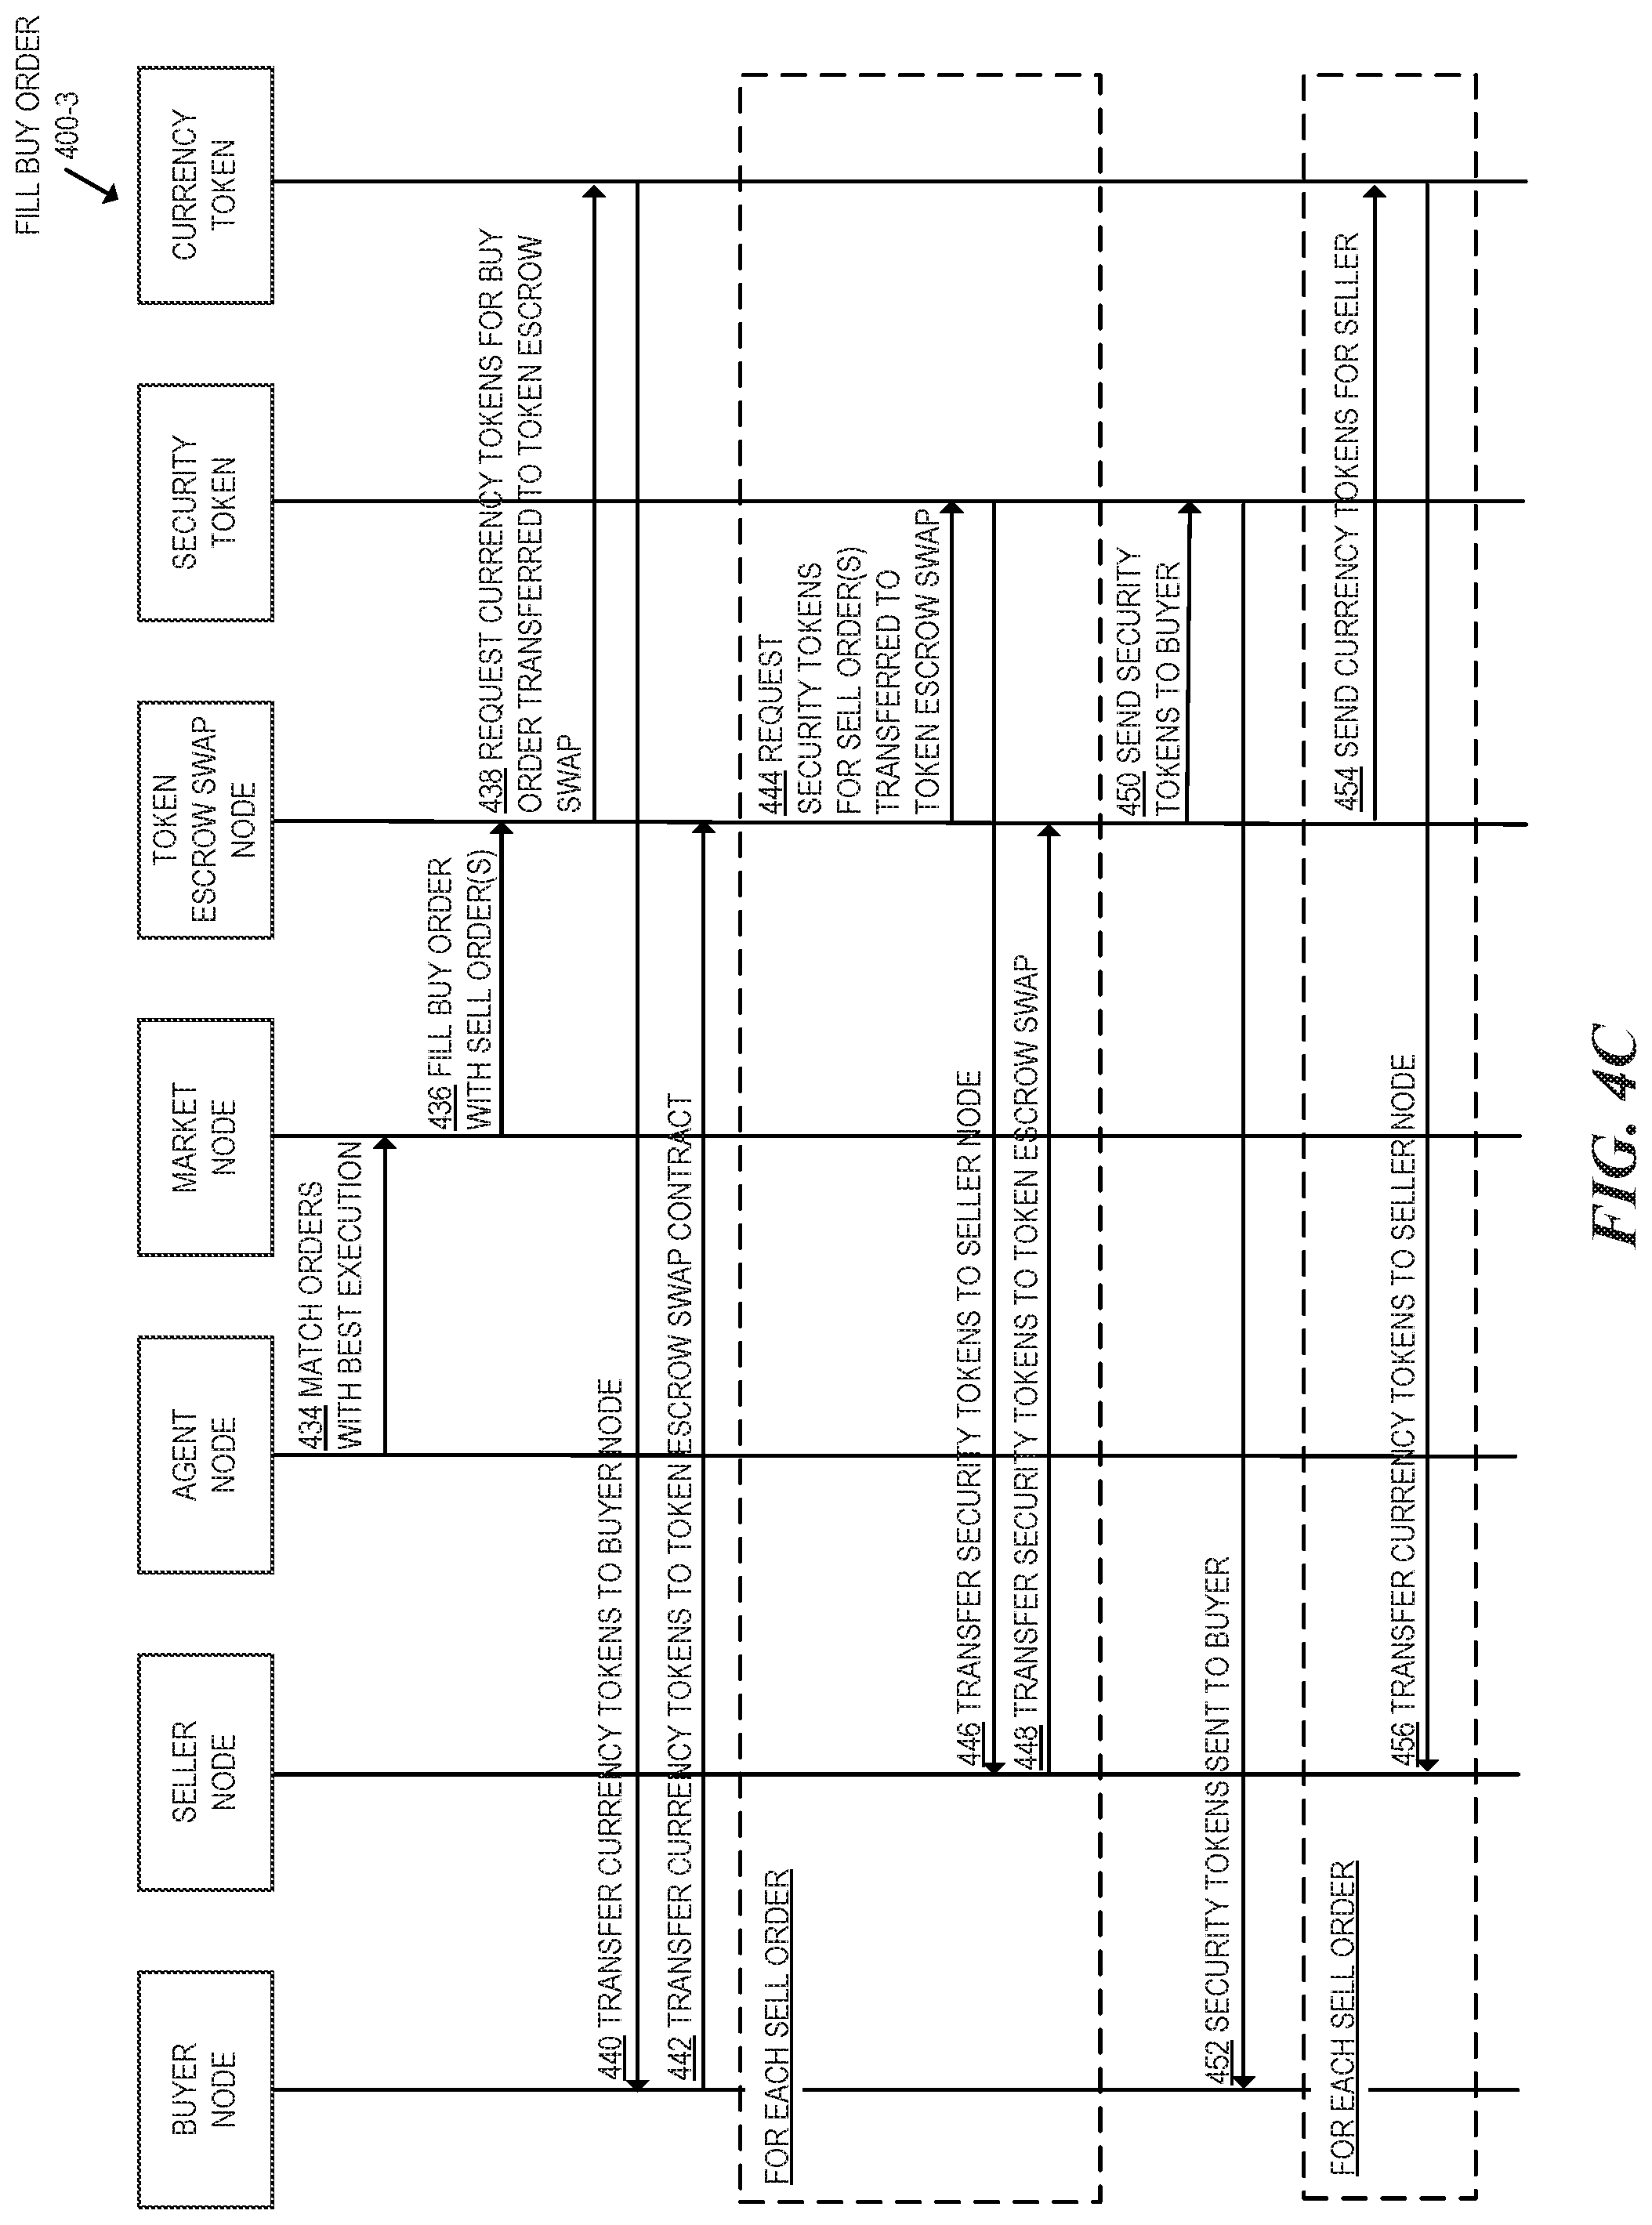 FILL BUY ORDER
400-3
BUYER
NODE
SELLER
NODE
AGENT
NODE
MARKET
NODE
TOKEN
ESCROW SWAP
NODE
SECURITY
TOKEN
CURRENCY
TOKEN
434 MATCH ORDERS
WITH BEST EXECUTION
436 FILL BUY ORDER
WITH SELL ORDER(S)
438 REQUEST CURRENCY TOKENS FOR BUY
ORDER TRANSFERRED TO TOKEN ESCROW
SWAP
440 TRANSFER CURRENCY TOKENS TO BUYER NODE
442 TRANSFER CURRENCY TOKENS TO TOKEN ESCROW SWAP CONTRACT
FOR EACH SELL ORDER
444 REQUEST
SECURITY TOKENS
FOR SELL ORDER(S)
TRANSFERRED TO
TOKEN ESCROW SWAP
446 TRANSFER SECURITY TOKENS TO SELLER NODE
448 TRANSFER SECURITY TOKENS TO TOKEN ESCROW SWAP
450 SEND SECURITY
TOKENS TO BUYER
452 SECURITY TOKENS SENT TO BUYER
FOR EACH SELL ORDER
454 SEND CURRENCY TOKENS FOR SELLER
456 TRANSFER CURRENCY TOKENS TO SELLER NODE
FIG. 4C